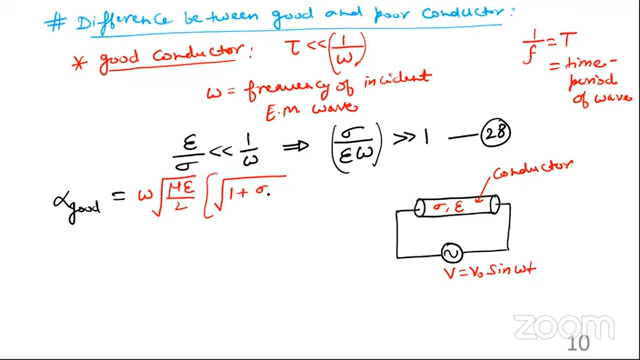 # Difference between good and poor conductor:
* good conductor: τ << (1/ω)
ω = frequency of incident
E.M wave
1/f = T
= time-
period
of wave
ε/σ << 1/ω ⇒ (σ/εω) >> 1 — (28)
α_good = ω √(με/2) [√(1 + σ
conductor
σ, ε
V = V₀ sin ωt
10
zoom